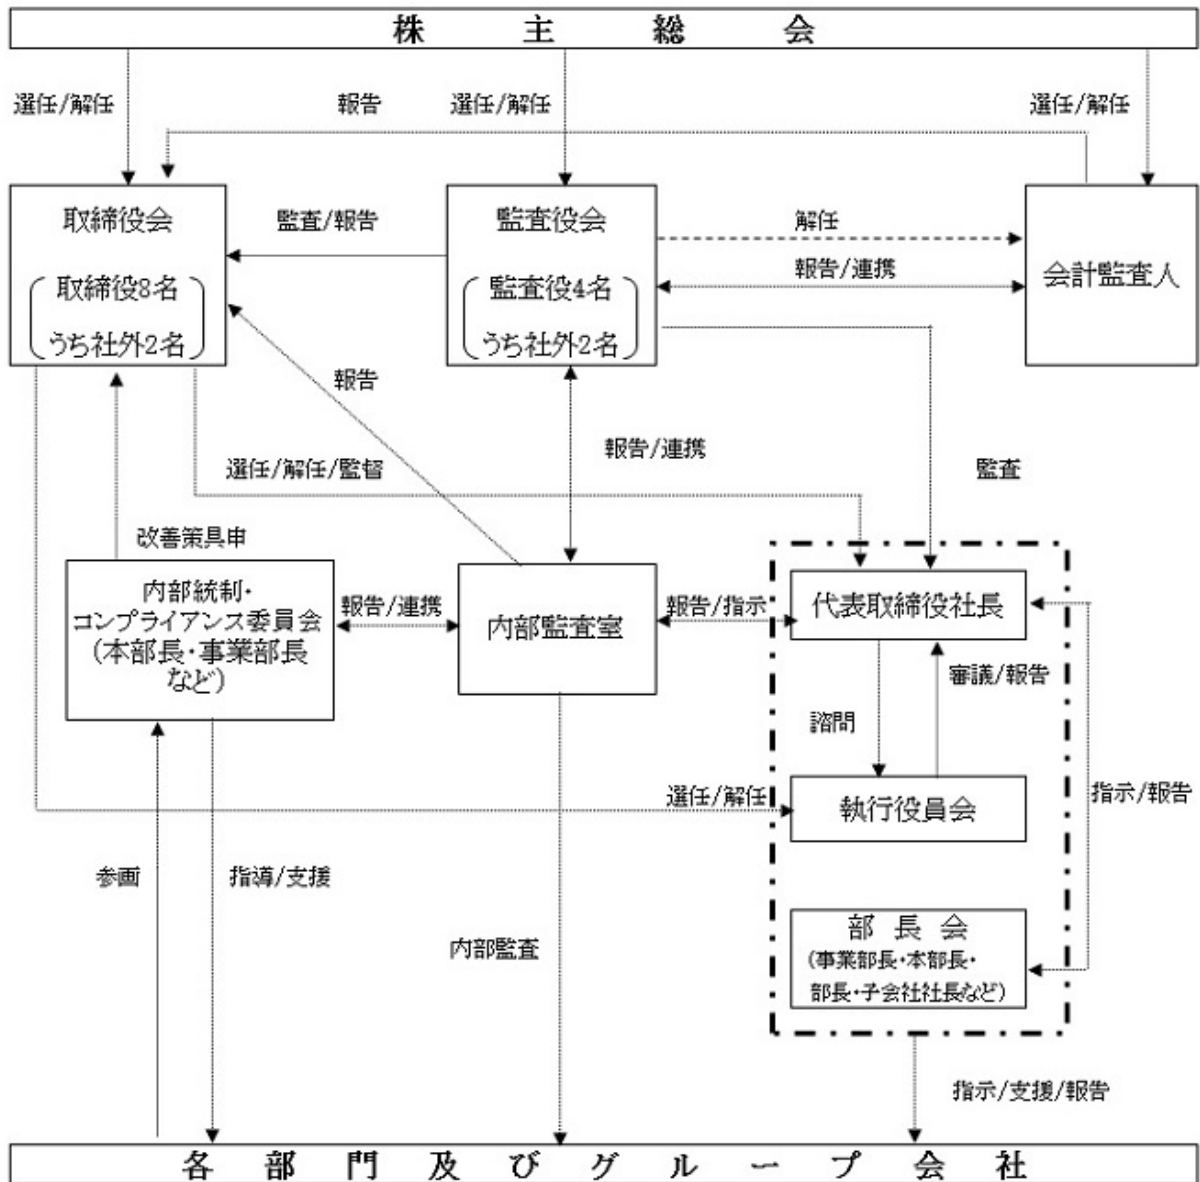 株主総会
選任/解任
報告
選任/解任
選任/解任
取締役会
取締役8名
うち社外2名
監査/報告
監査役会
監査役4名
うち社外2名
解任
報告/連携
会計監査人
報告
報告/連携
選任/解任/監督
監査
改善策具申
内部統制・
コンプライアンス委員会
(本部長・事業部長
など)
報告/連携
内部監査室
報告/指示
代表取締役社長
審議/報告
諮問
選任/解任
執行役員会
指示/報告
参画
指導/支援
内部監査
部長会
(事業部長・本部長・
部長・子会社社長など)
指示/支援/報告
各部門及びグループ会社